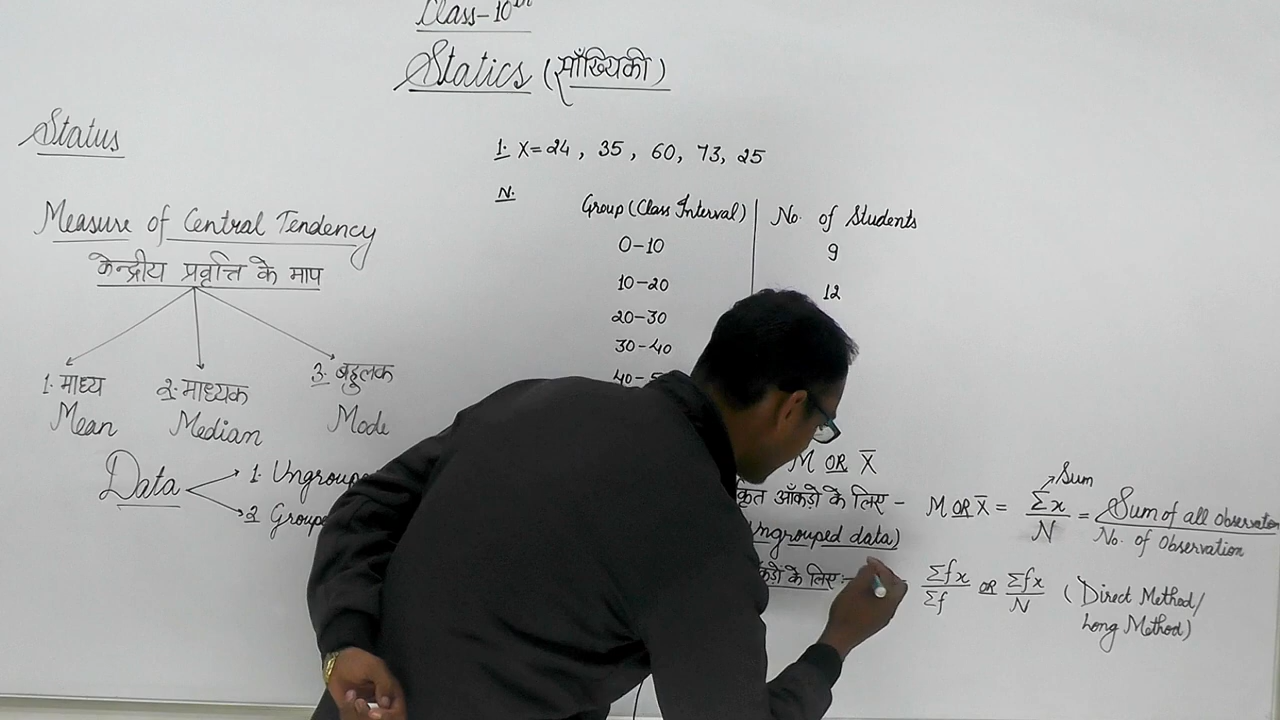 Class-10th
Statics (साँख्यिकी)
Status
1. X = 24, 35, 60, 73, 25
N.
Group (Class Interval) | No. of Students
0-10 9
10-20 12
20-30
30-40
Measure of Central Tendency
केन्द्रीय प्रवृत्ति के माप
1. माध्य
Mean
2. माध्यक
Median
3. बहुलक
Mode
Data
1. 
2. 
M OR X̄
आँकड़ो के लिए -
M OR X̄ = Σx/N = Sum of all Observation/No. of Observation
Sum
data)
के लिए:-
Σfx/Σf OR Σfx/N (Direct Method/
Long Method)